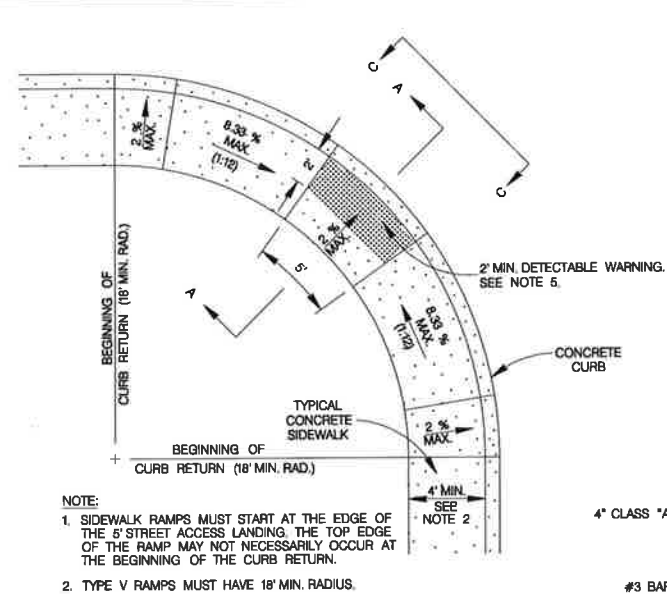 C
A
C
2 %
MAX.
8.33 %
MAX.
(1:12)
2'
2 %
MAX.
5'
A
2' MIN. DETECTABLE WARNING.
SEE NOTE 5.
8.33 %
MAX.
(1:12)
CONCRETE
CURB
BEGINNING OF
CURB RETURN (18' MIN. RAD.)
TYPICAL
CONCRETE
SIDEWALK
2 %
MAX.
BEGINNING OF
CURB RETURN (18' MIN. RAD.)
4' MIN.
SEE
NOTE 2
NOTE:
1. SIDEWALK RAMPS MUST START AT THE EDGE OF
THE 5' STREET ACCESS LANDING. THE TOP EDGE
OF THE RAMP MAY NOT NECESSARILY OCCUR AT
THE BEGINNING OF THE CURB RETURN.
2. TYPE V RAMPS MUST HAVE 18' MIN. RADIUS.
4" CLASS "A
#3 BAR